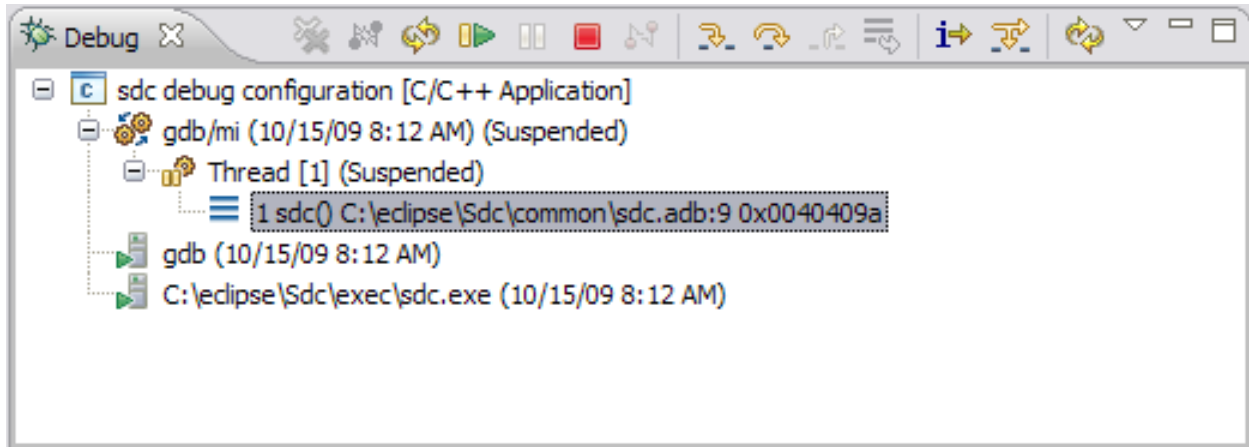 Debug
i
c sdc debug configuration [C/C++ Application]
gdb/mi (10/15/09 8:12 AM) (Suspended)
Thread [1] (Suspended)
1 sdc() C:\eclipse\Sdc\common\sdc.adb:9 0x0040409a
gdb (10/15/09 8:12 AM)
C:\eclipse\Sdc\exec\sdc.exe (10/15/09 8:12 AM)